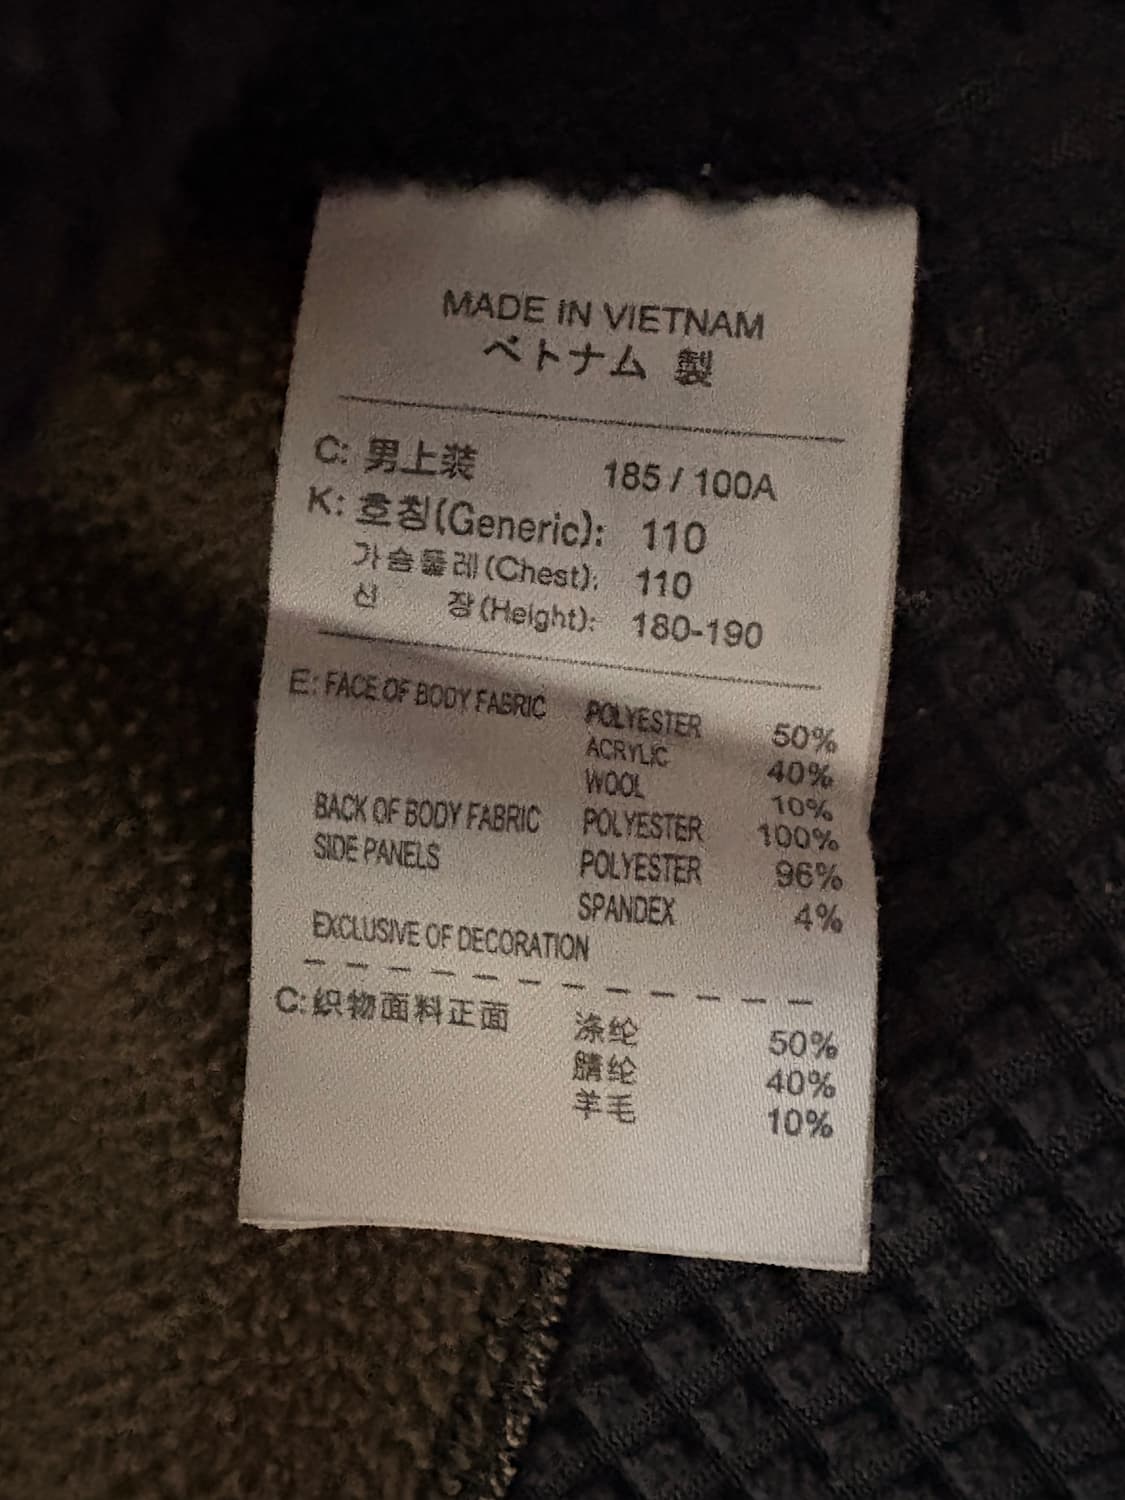 MADE IN VIETNAM
ベトナム 製
C: 男上装 185 / 100A
K: 호칭(Generic): 110
가슴둘레(Chest): 110
신 장(Height): 180-190
E: FACE OF BODY FABRIC POLYESTER 50%
ACRYLIC 40%
WOOL 10%
BACK OF BODY FABRIC POLYESTER 100%
SIDE PANELS POLYESTER 96%
SPANDEX 4%
EXCLUSIVE OF DECORATION
C: 织物面料正面 涤纶 50%
腈纶 40%
羊毛 10%